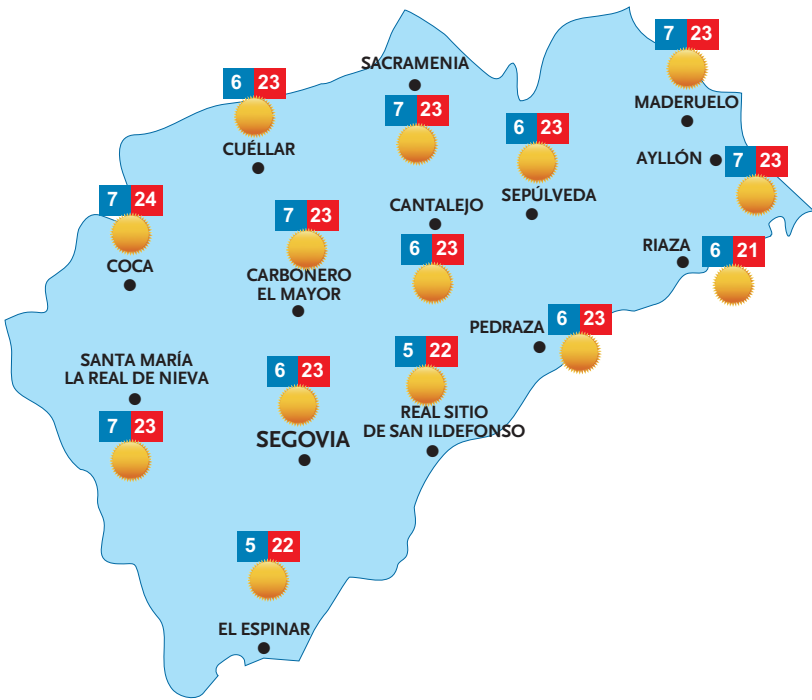 7 23
MADERUELO
SACRAMENIA
7 23
6 23
CUÉLLAR
6 23
SEPÚLVEDA
AYLLÓN
7 23
7 24
COCA
7 23
CARBONERO
EL MAYOR
CANTALEJO
6 23
RIAZA
6 21
PEDRAZA
6 23
SANTA MARÍA
LA REAL DE NIEVA
7 23
6 23
SEGOVIA
5 22
REAL SITIO
DE SAN ILDEFONSO
5 22
EL ESPINAR